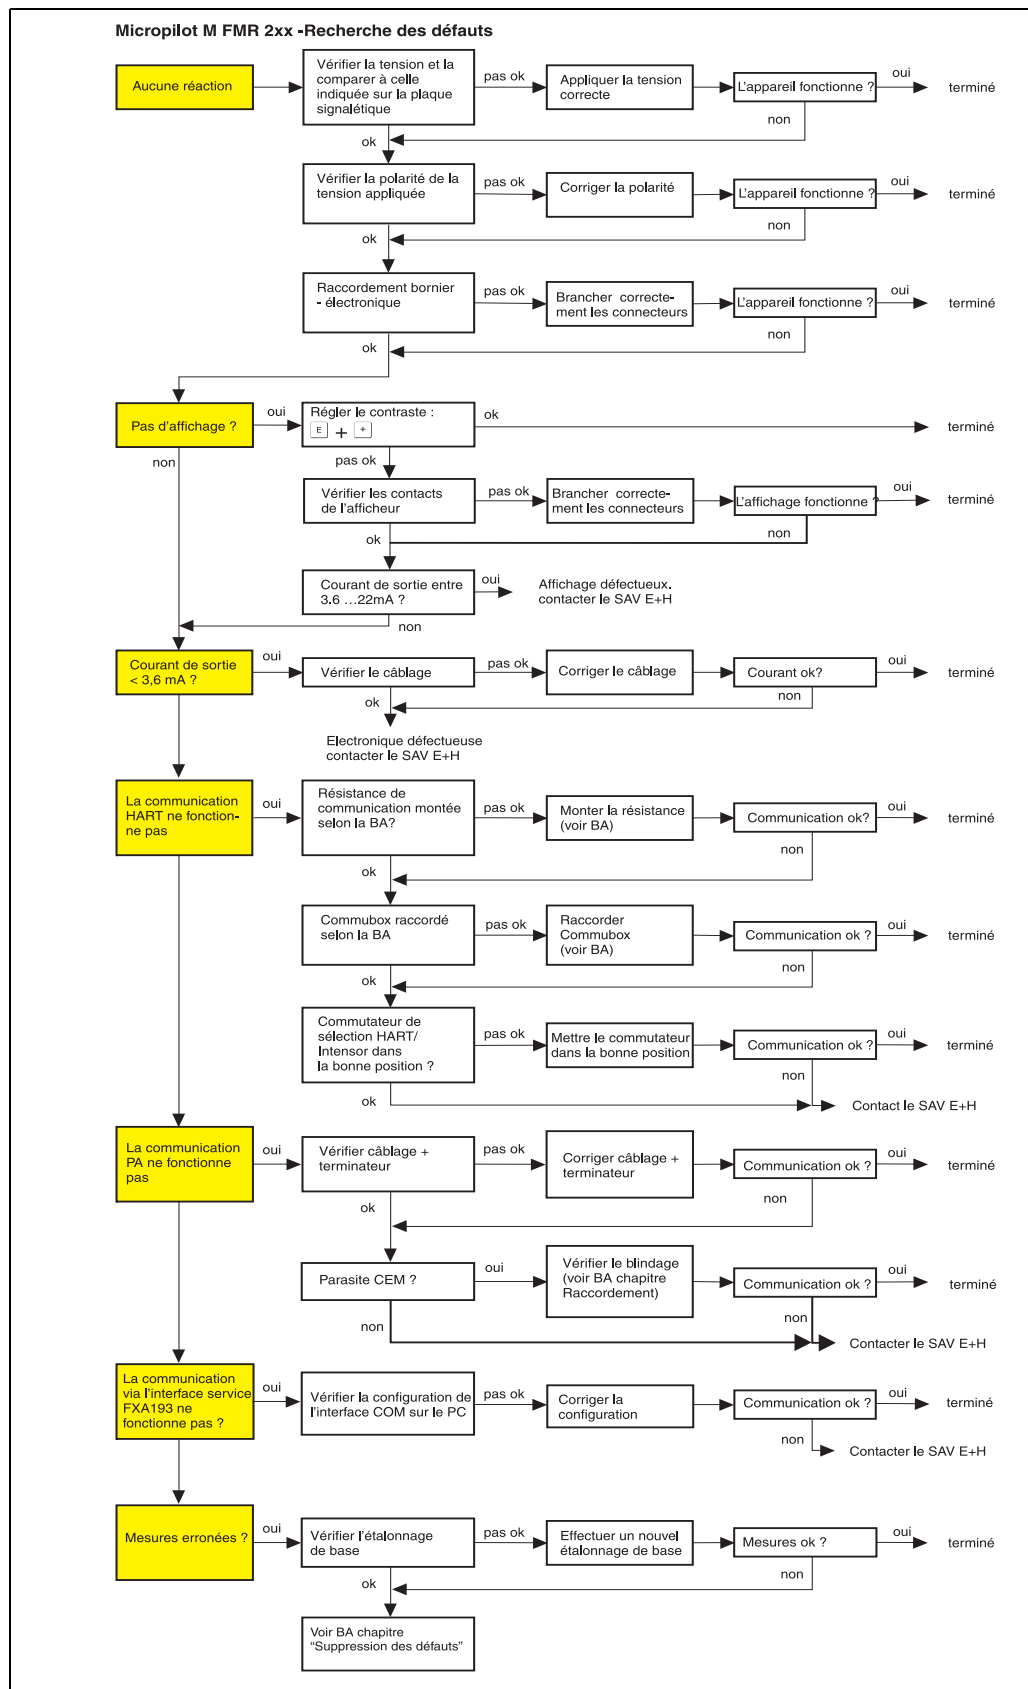 Micropilot M FMR 2xx -Recherche des défauts
Aucune réaction
Vérifier la tension et la
comparer à celle
indiquée sur la plaque
signalétique
pas ok
Appliquer la tension
correcte
L'appareil fonctionne ?
oui
terminé
non
ok
Vérifier la polarité de la
tension appliquée
pas ok
Corriger la polarité
L'appareil fonctionne ?
oui
terminé
non
ok
Raccordement bornier
- électronique
pas ok
Brancher correcte-
ment les connecteurs
L'appareil fonctionne ?
oui
terminé
non
ok
Pas d'affichage ?
oui
Régler le contraste :
E + +
ok
terminé
non
pas ok
Vérifier les contacts
de l'afficheur
pas ok
Brancher correcte-
ment les connecteurs
L'affichage fonctionne ?
oui
terminé
non
ok
Courant de sortie entre
3.6 ...22mA ?
oui
Affichage défectueux.
contacter le SAV E+H
non
Courant de sortie
< 3,6 mA ?
oui
Vérifier le câblage
pas ok
Corriger le câblage
Courant ok?
oui
terminé
non
ok
Electronique défectueuse
contacter le SAV E+H
La communication
HART ne fonction-
ne pas
oui
Résistance de
communication montée
selon la BA?
pas ok
Monter la résistance
(voir BA)
Communication ok?
oui
terminé
non
ok
Commubox raccordé
selon la BA
pas ok
Raccorder
Commubox
(voir BA)
Communication ok ?
oui
terminé
non
ok
Commutateur de
sélection HART/
Intensor dans
la bonne position ?
pas ok
Mettre le commutateur
dans la bonne position
Communication ok ?
oui
terminé
non
ok
Contact le SAV E+H
La communication
PA ne fonctionne
pas
oui
Vérifier câblage +
terminateur
pas ok
Corriger câblage +
terminateur
Communication ok ?
oui
terminé
non
ok
Parasite CEM ?
oui
Vérifier le blindage
(voir BA chapitre
Raccordement)
Communication ok ?
oui
terminé
non
non
Contacter le SAV E+H
La communication
via l'interface service
FXA193 ne
fonctionne pas ?
oui
Vérifier la configuration de
l'interface COM sur le PC
pas ok
Corriger la
configuration
Communication ok ?
oui
terminé
non
Contacter le SAV E+H
Mesures erronées ?
oui
Vérifier l'étalonnage
de base
pas ok
Effectuer un nouvel
étalonnage de base
Mesures ok ?
oui
terminé
non
ok
Voir BA chapitre
“Suppression des défauts”